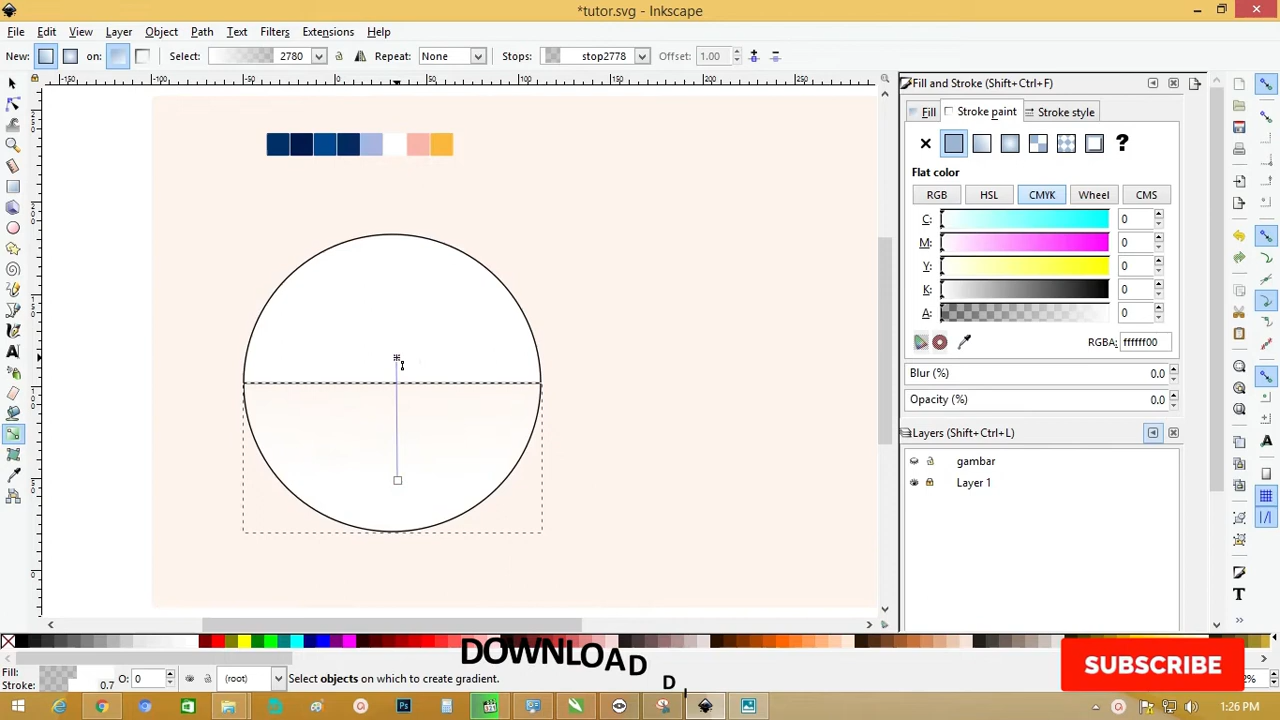 *tutor.svg - Inkscape
File Edit View Layer Object Path Text Filters Extensions Help
New: on: Select: 2780 Repeat: None Stops: stop2778 Offset: 1.00
Fill and Stroke (Shift+Ctrl+F)
Fill Stroke paint Stroke style
Flat color
RGB HSL CMYK Wheel CMS
C: 0
M: 0
Y: 0
K: 0
A: 0
RGBA: ffffff00
Blur (%) 0.0
Opacity (%) 0.0
Layers (Shift+Ctrl+L)
gambar
Layer 1
DOWNLOAD
D
SUBSCRIBE
Fill:
Stroke: 0.7 O: 0 (root) Select objects on which to create gradient.
2%
1:26 PM